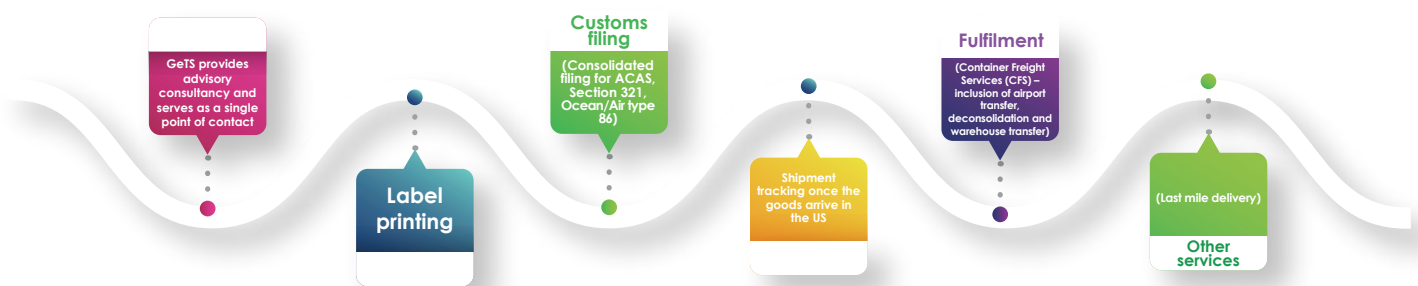 GeTS provides
advisory
consultancy and
serves as a single
point of contact
Label
printing
Customs
filing
(Consolidated
filing for ACAS,
Section 321,
Ocean/Air type
86)
Shipment
tracking once the
goods arrive in
the US
Fulfilment
(Container Freight
Services (CFS) –
inclusion of airport
transfer,
deconsolidation and
warehouse transfer)
(Last mile delivery)
Other
services